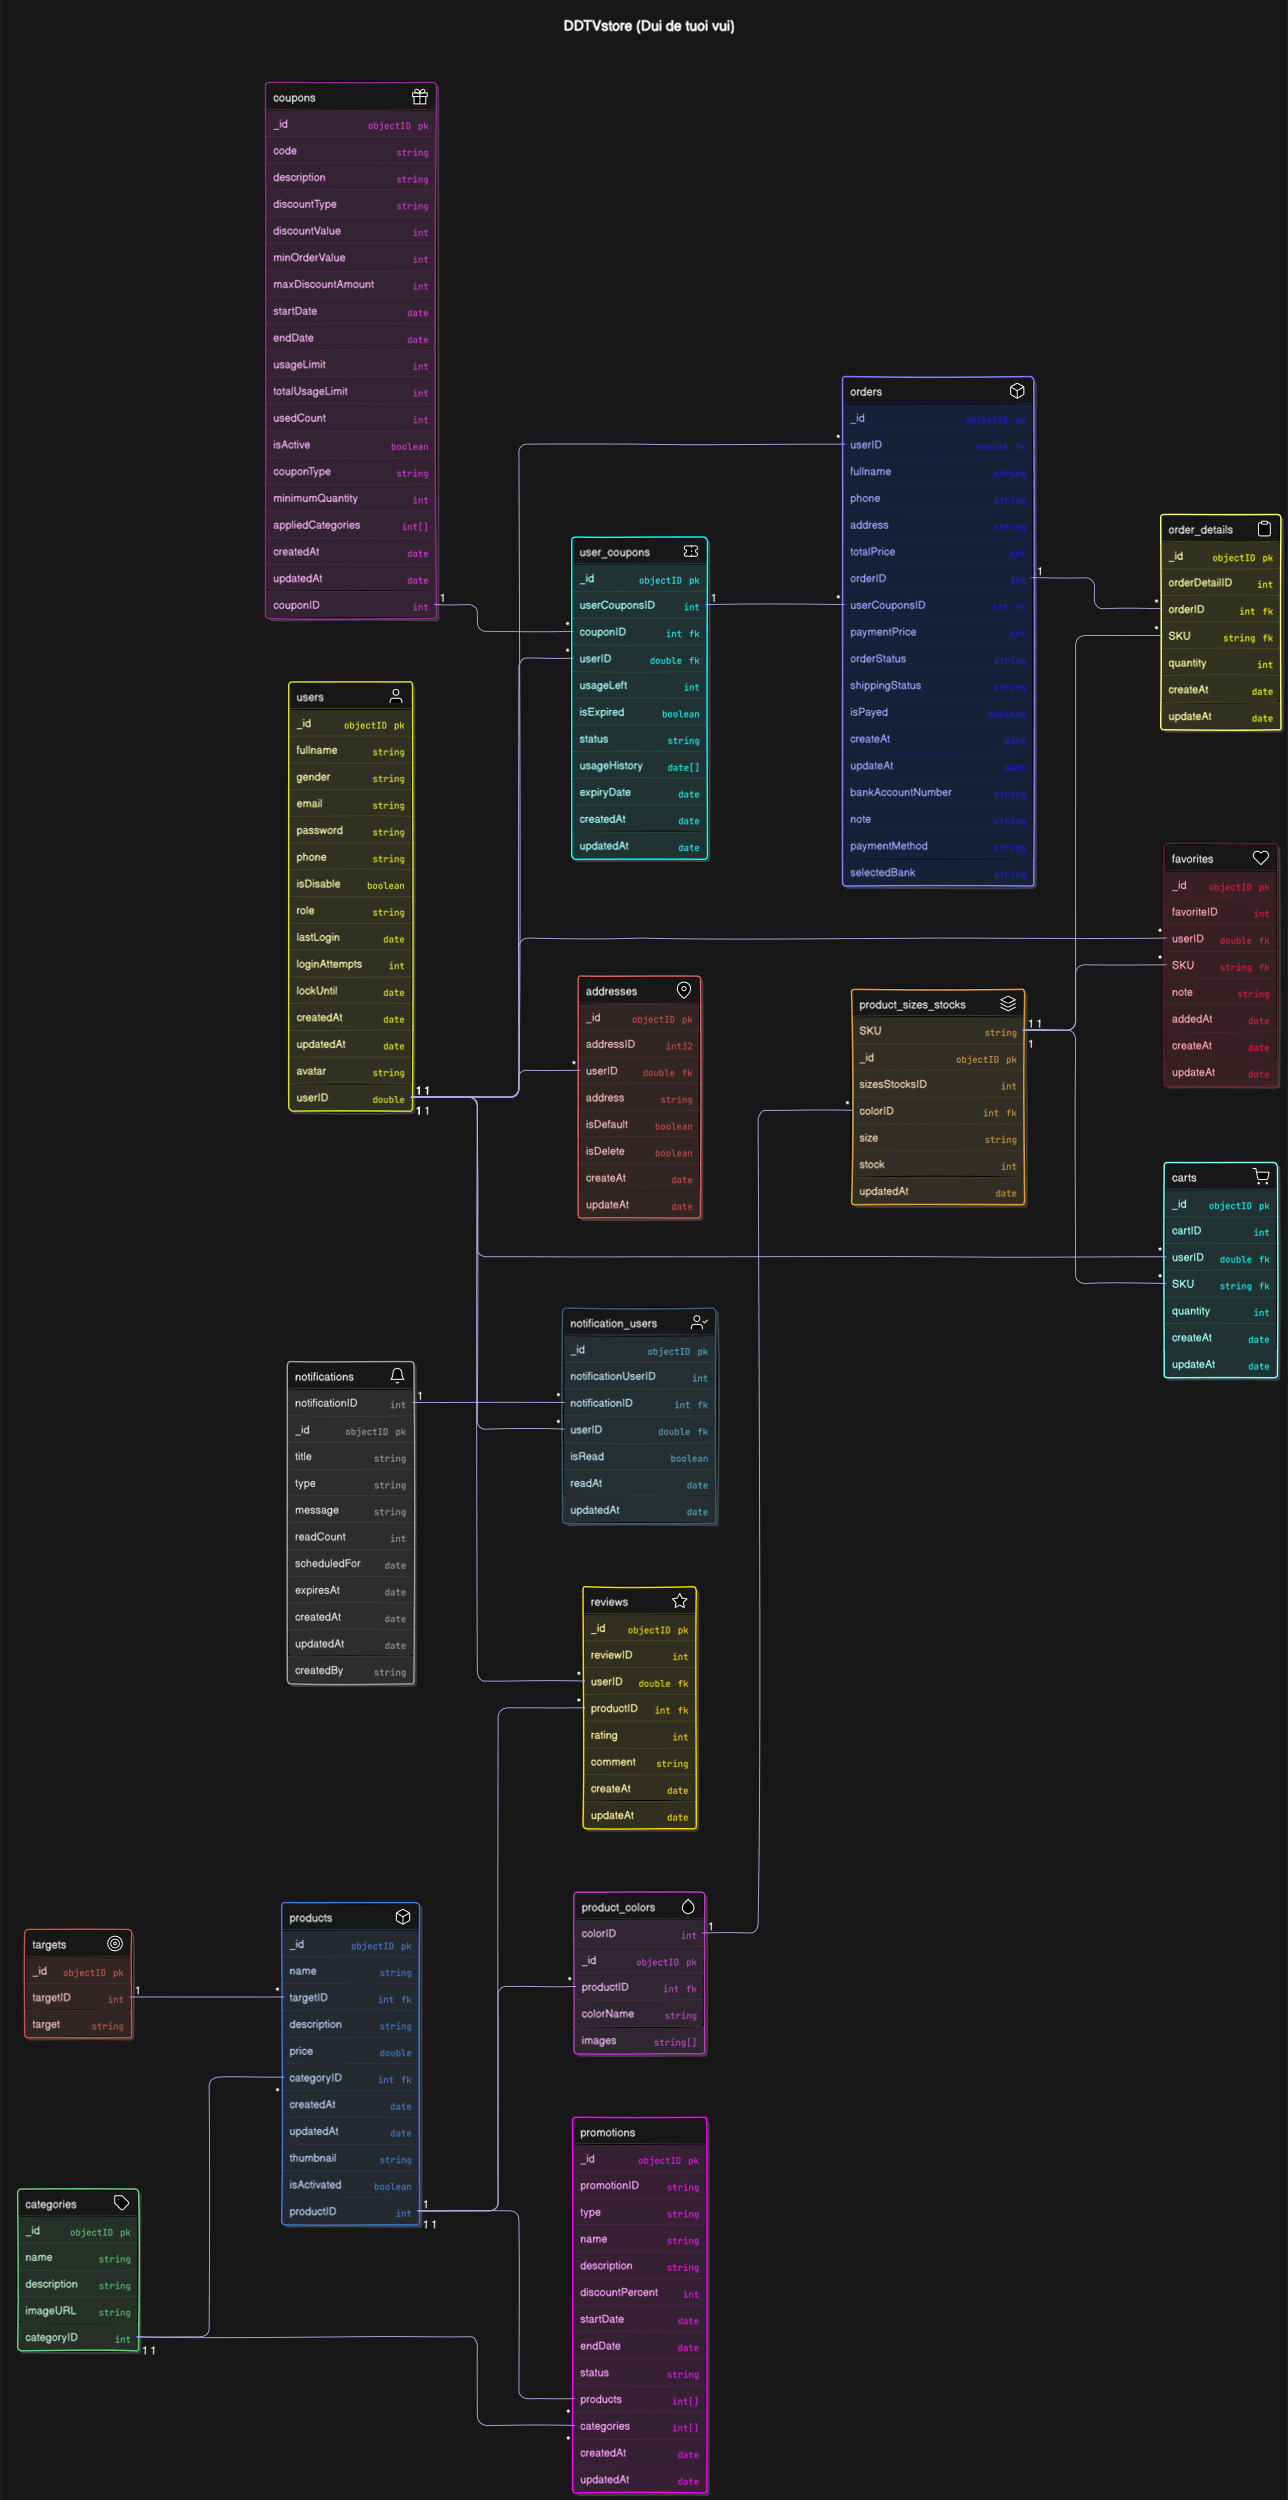 DDTVstore (Dui de tuoi vui)
coupons
_id objectID pk
code string
description string
discountType string
discountValue int
minOrderValue int
maxDiscountAmount int
startDate date
endDate date
usageLimit int
totalUsageLimit int
usedCount int
isActive boolean
couponType string
minimumQuantity int
appliedCategories int[]
createdAt date
updatedAt date
couponID int
1
users
_id objectID pk
fullname string
gender string
email string
password string
phone string
isDisable boolean
role string
lastLogin date
loginAttempts int
lockUntil date
createdAt date
updatedAt date
avatar string
userID double
1 1
1 1
user_coupons
_id objectID pk
userCouponsID int
1
couponID int fk
userID double fk
usageLeft int
isExpired boolean
status string
usageHistory date[]
expiryDate date
createdAt date
updatedAt date
orders
_id objectID pk
userID double fk
fullname string
phone string
address string
totalPrice int
orderID int
1
userCouponsID int fk
paymentPrice int
orderStatus string
shippingStatus string
isPayed boolean
createAt date
updateAt date
bankAccountNumber string
note string
paymentMethod string
selectedBank string
order_details
_id objectID pk
orderDetailID int
orderID int fk
SKU string fk
quantity int
createAt date
updateAt date
favorites
_id objectID pk
favoriteID int
userID double fk
SKU string fk
note string
addedAt date
createAt date
updateAt date
addresses
_id objectID pk
addressID int32
userID double fk
address string
isDefault boolean
isDelete boolean
createAt date
updateAt date
product_sizes_stocks
SKU string
1 1
1
_id objectID pk
sizesStocksID int
colorID int fk
size string
stock int
updatedAt date
carts
_id objectID pk
cartID int
userID double fk
SKU string fk
quantity int
createAt date
updateAt date
notifications
notificationID int
1
_id objectID pk
title string
type string
message string
readCount int
scheduledFor date
expiresAt date
createdAt date
updatedAt date
createdBy string
notification_users
_id objectID pk
notificationUserID int
notificationID int fk
userID double fk
isRead boolean
readAt date
updatedAt date
reviews
_id objectID pk
reviewID int
userID double fk
productID int fk
rating int
comment string
createAt date
updateAt date
targets
_id objectID pk
targetID int
1
target string
products
_id objectID pk
name string
targetID int fk
description string
price double
categoryID int fk
createdAt date
updatedAt date
thumbnail string
isActivated boolean
productID int
1
1 1
product_colors
colorID int
1
_id objectID pk
productID int fk
colorName string
images string[]
categories
_id objectID pk
name string
description string
imageURL string
categoryID int
1 1
promotions
_id objectID pk
promotionID string
type string
name string
description string
discountPercent int
startDate date
endDate date
status string
products int[]
categories int[]
createdAt date
updatedAt date